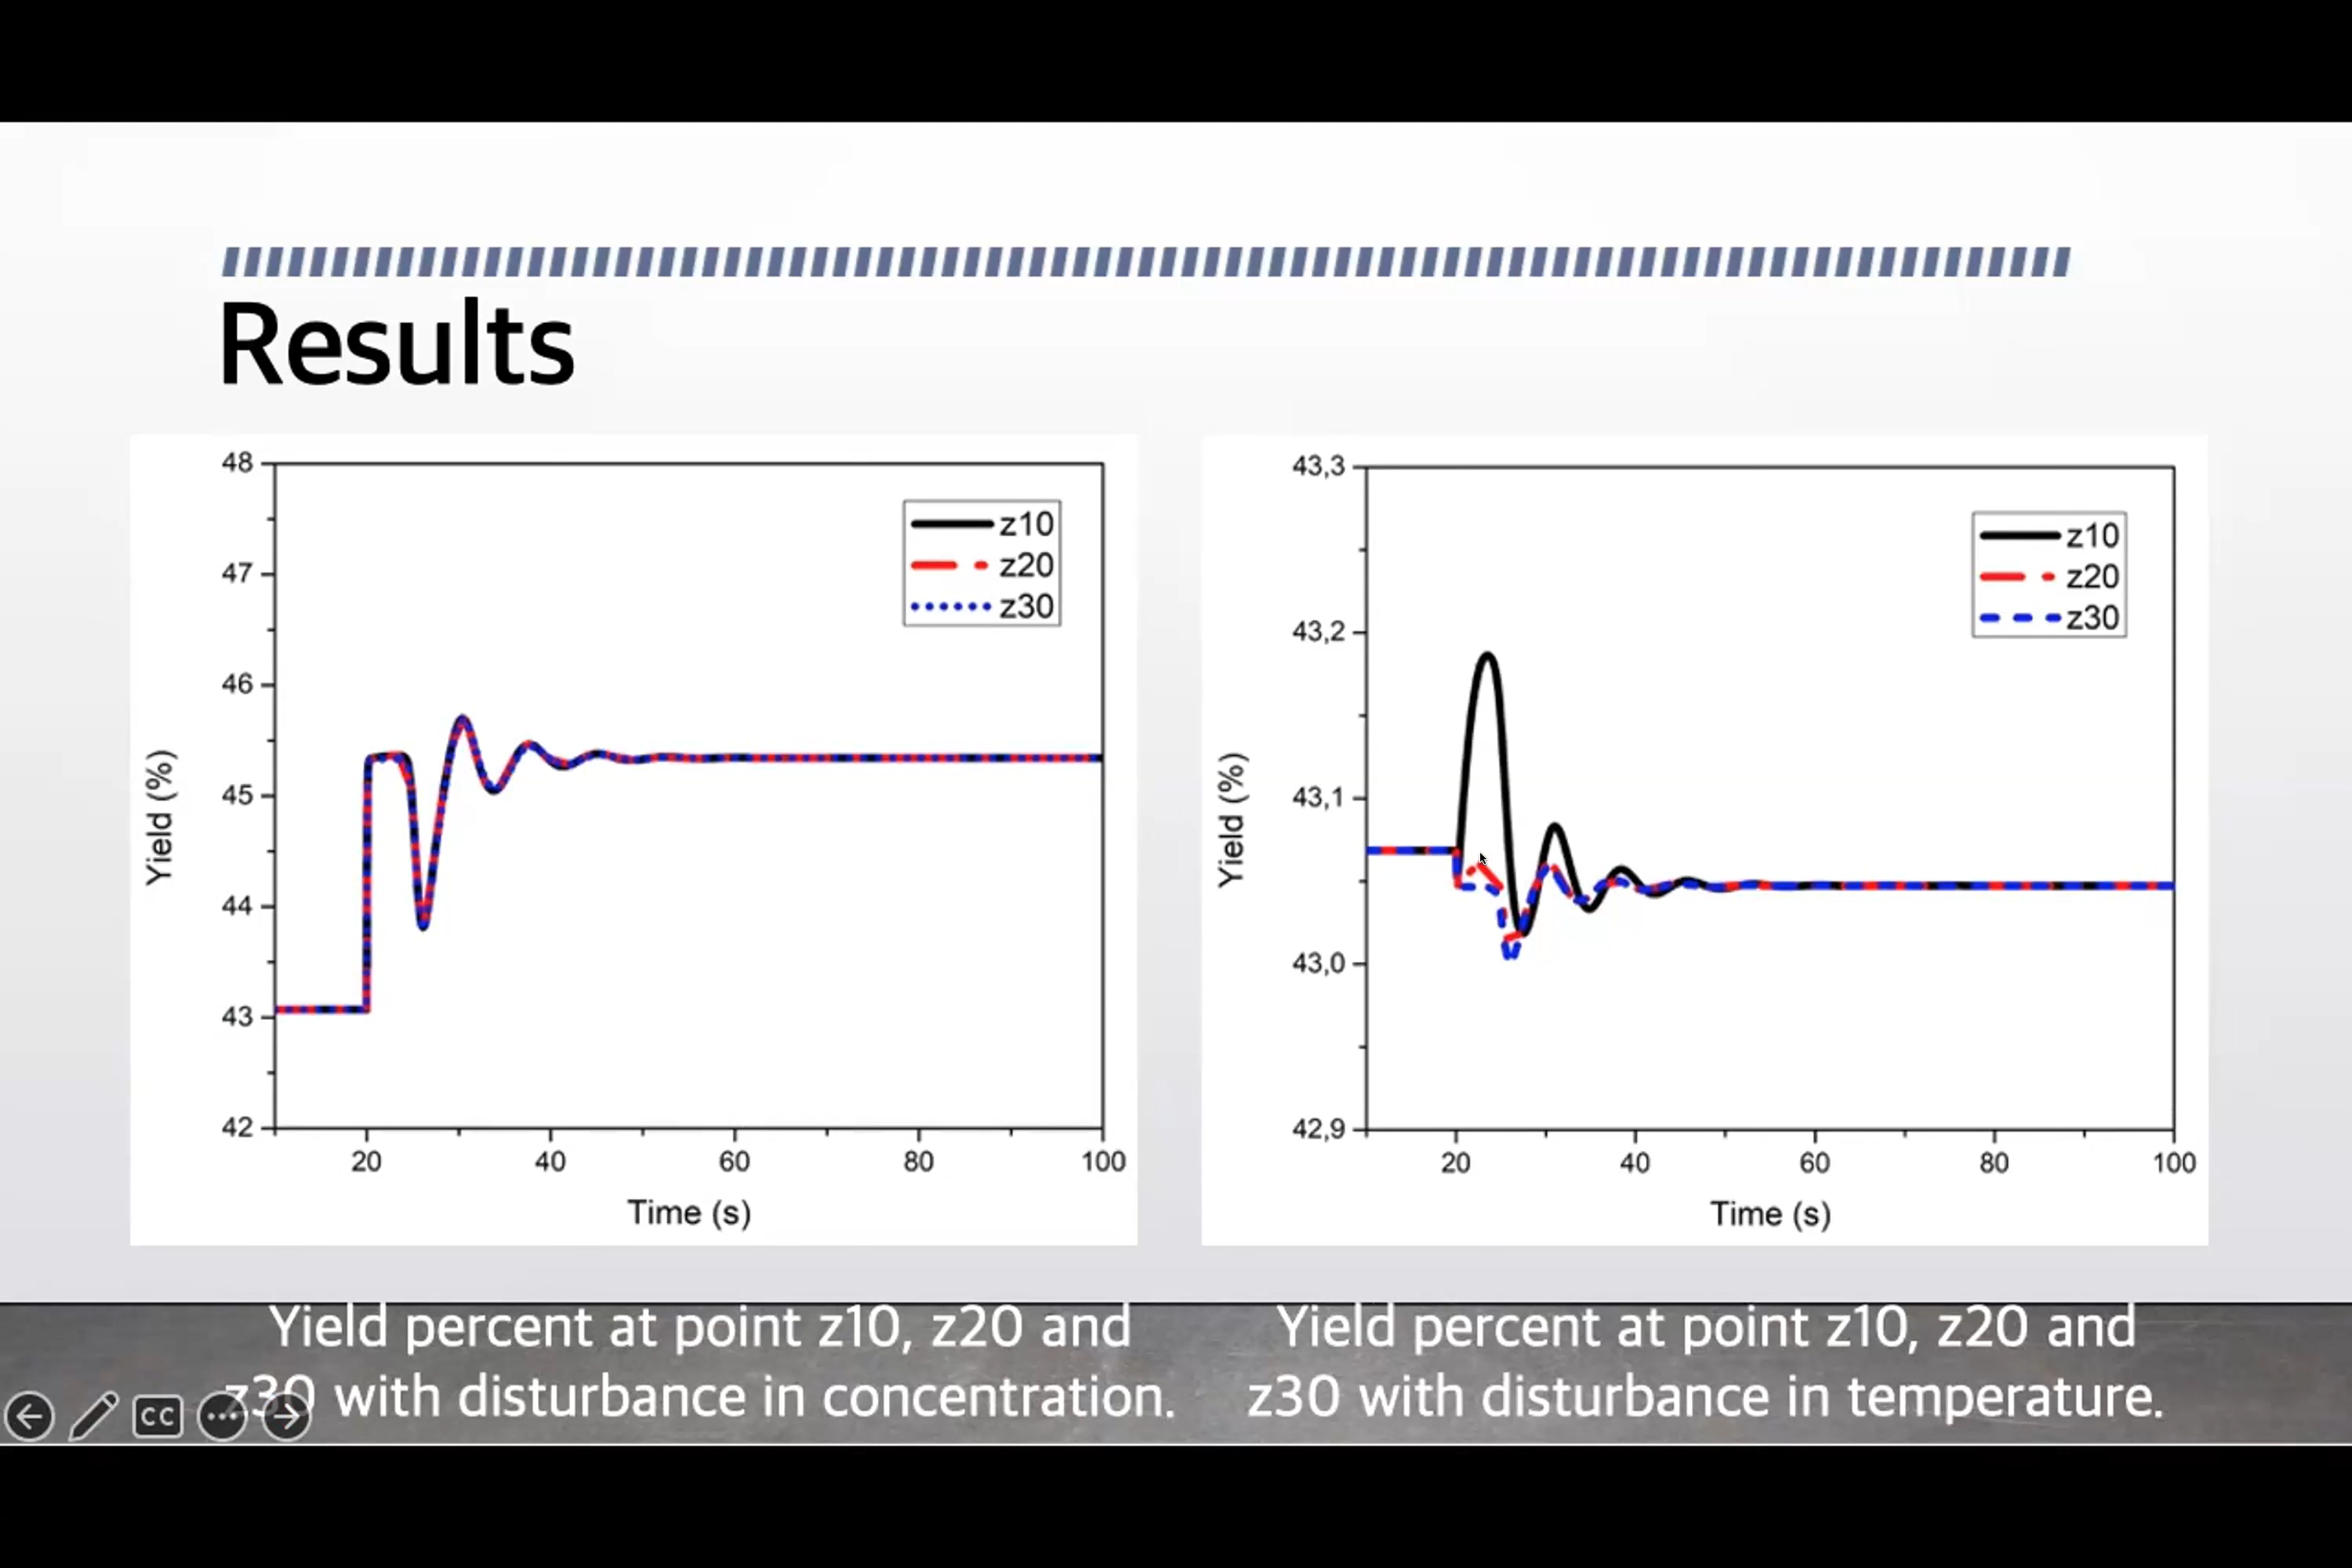 Results
48
47
46
45
44
43
42
20 40 60 80 100
Yield (%)
Time (s)
z10
z20
z30
43,3
43,2
43,1
43,0
42,9
20 40 60 80 100
Yield (%)
Time (s)
z10
z20
z30
Yield percent at point z10, z20 and
z30 with disturbance in concentration.
Yield percent at point z10, z20 and
z30 with disturbance in temperature.
CC